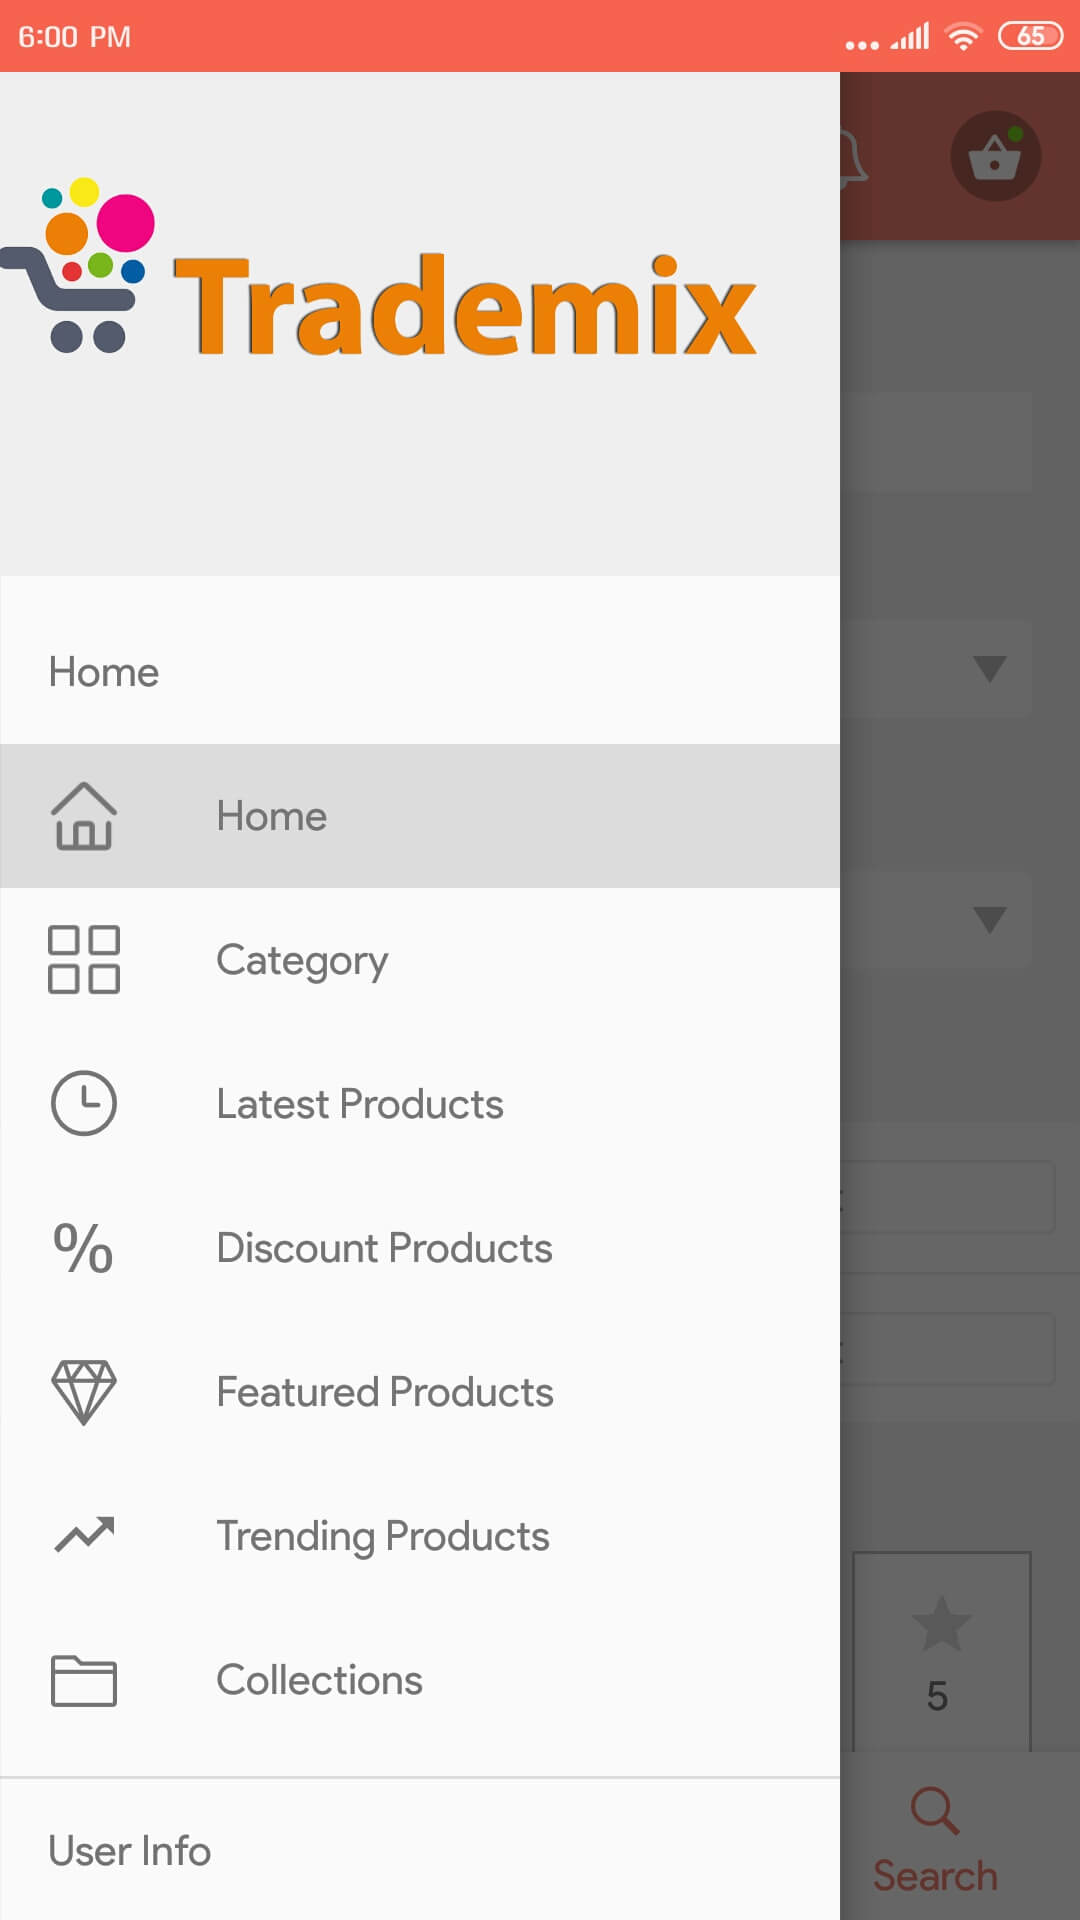 6:00 PM
65
Trademix
Home
Home
Category
Latest Products
% Discount Products
Featured Products
Trending Products
Collections
5
User Info
Search